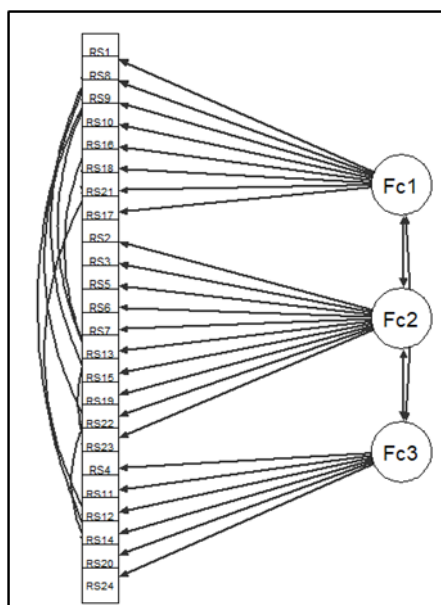 RS1
RS8
RS9
RS10
RS16
RS18
RS21
RS17
RS2
RS3
RS5
RS6
RS7
RS13
RS15
RS19
RS22
RS23
RS4
RS11
RS12
RS14
RS20
RS24
Fc1
Fc2
Fc3